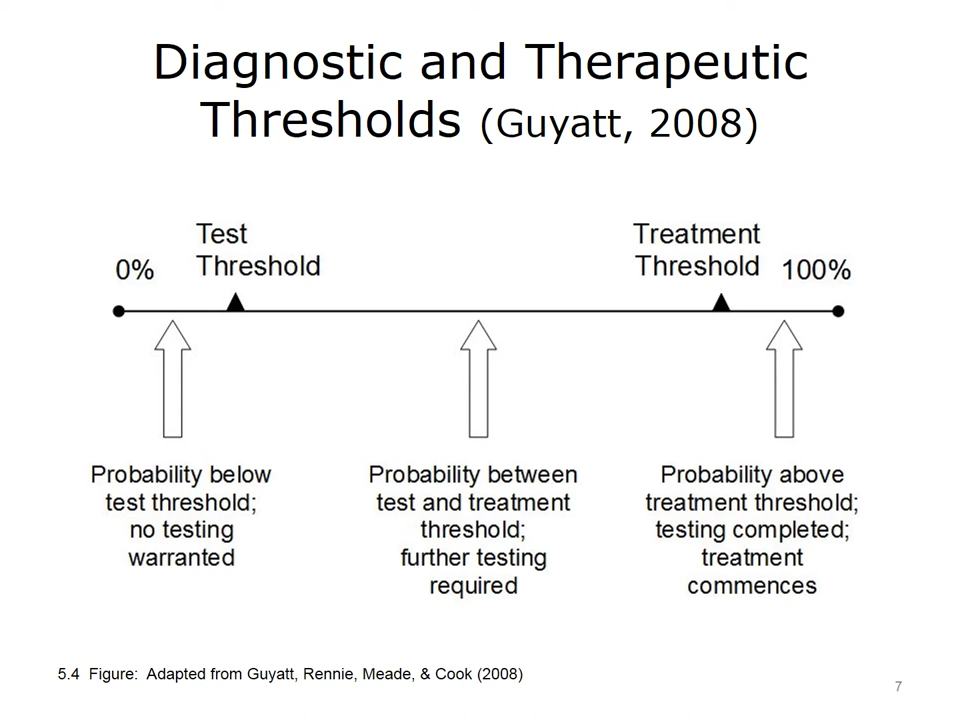 Diagnostic and Therapeutic
Thresholds (Guyatt, 2008)
Test
Threshold
Treatment
Threshold
0%
100%
Probability below
test threshold;
no testing
warranted
Probability between
test and treatment
threshold;
further testing
required
Probability above
treatment threshold;
testing completed;
treatment
commences
5.4 Figure: Adapted from Guyatt, Rennie, Meade, & Cook (2008)
7